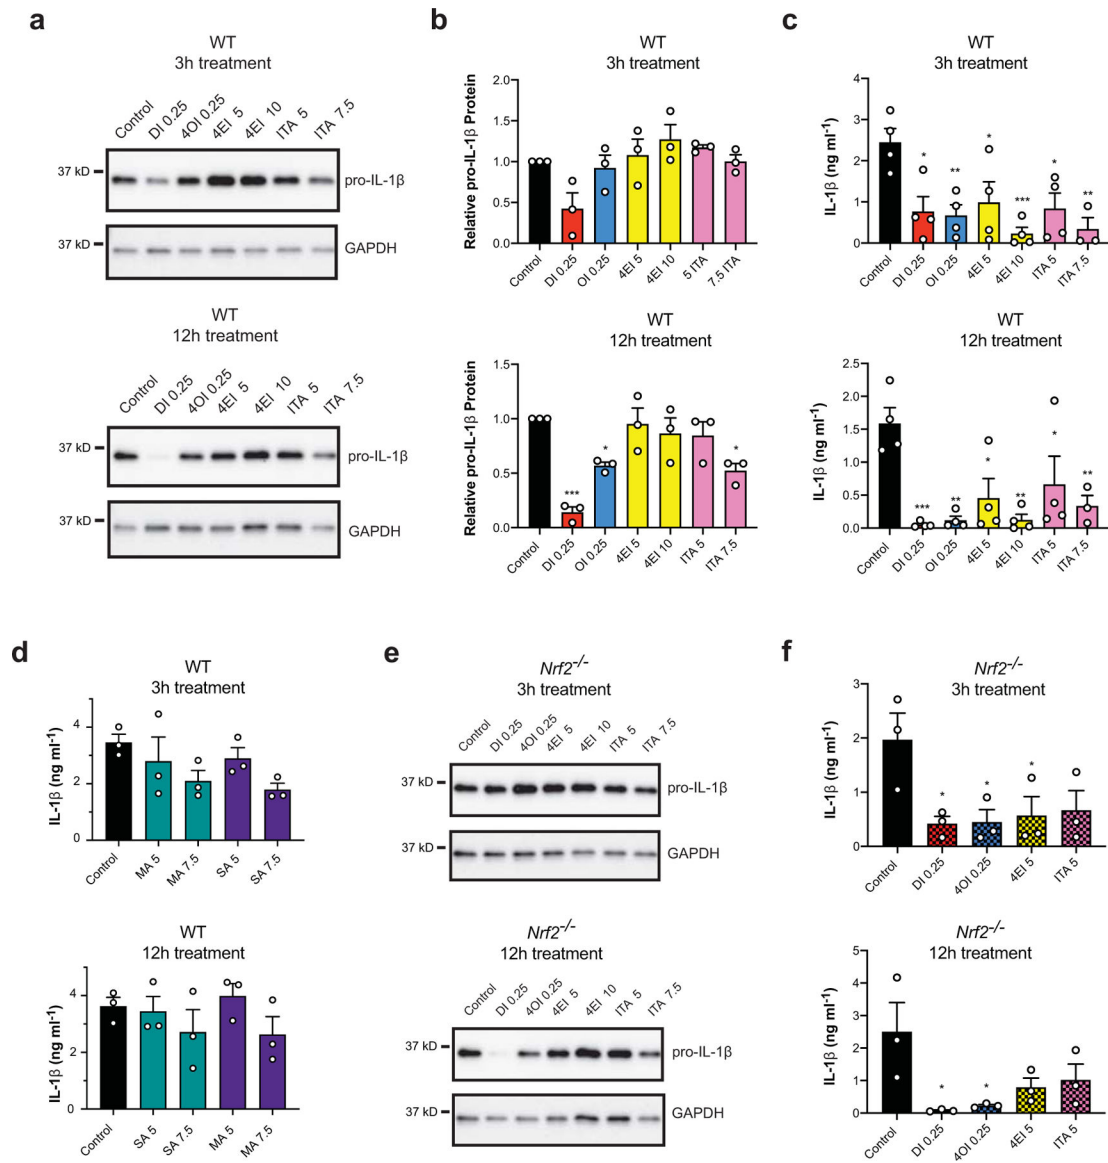 a
WT
3h treatment
Control DI 0.25 4OI 0.25 4EI 5 4EI 10 ITA 5 ITA 7.5
37 kD
pro-IL-1β
37 kD
GAPDH
WT
12h treatment
Control DI 0.25 4OI 0.25 4EI 5 4EI 10 ITA 5 ITA 7.5
37 kD
pro-IL-1β
37 kD
GAPDH
b
WT
3h treatment
Relative pro-IL-1β Protein
2.0
1.5
1.0
0.5
0.0
Control DI 0.25 OI 0.25 4EI 5 4EI 10 5 ITA 7.5 ITA
WT
12h treatment
Relative pro-IL-1β Protein
1.5
1.0
0.5
0.0
*** * *
Control DI 0.25 OI 0.25 4EI 5 4EI 10 ITA 5 ITA 7.5
c
WT
3h treatment
IL-1β (ng ml-1)
4
3
2
1
0
* ** * *** * **
Control DI 0.25 OI 0.25 4EI 5 4EI 10 ITA 5 ITA 7.5
WT
12h treatment
IL-1β (ng ml-1)
2.5
2.0
1.5
1.0
0.5
0.0
*** ** * ** * **
Control DI 0.25 OI 0.25 4EI 5 4EI 10 ITA 5 ITA 7.5
d
WT
3h treatment
IL-1β (ng ml-1)
4
2
0
Control MA 5 MA 7.5 SA 5 SA 7.5
WT
12h treatment
IL-1β (ng ml-1)
4
2
0
Control SA 5 SA 7.5 MA 5 MA 7.5
e
Nrf2-/-
3h treatment
Control DI 0.25 4OI 0.25 4EI 5 4EI 10 ITA 5 ITA 7.5
37 kD
pro-IL-1β
37 kD
GAPDH
Nrf2-/-
12h treatment
Control DI 0.25 4OI 0.25 4EI 5 4EI 10 ITA 5 ITA 7.5
37 kD
pro-IL-1β
37 kD
GAPDH
f
Nrf2-/-
3h treatment
IL-1β (ng ml-1)
3
2
1
0
* * *
Control DI 0.25 4OI 0.25 4EI 5 ITA 5
Nrf2-/-
12h treatment
IL-1β (ng ml-1)
5
4
3
2
1
0
* *
Control DI 0.25 4OI 0.25 4EI 5 ITA 5